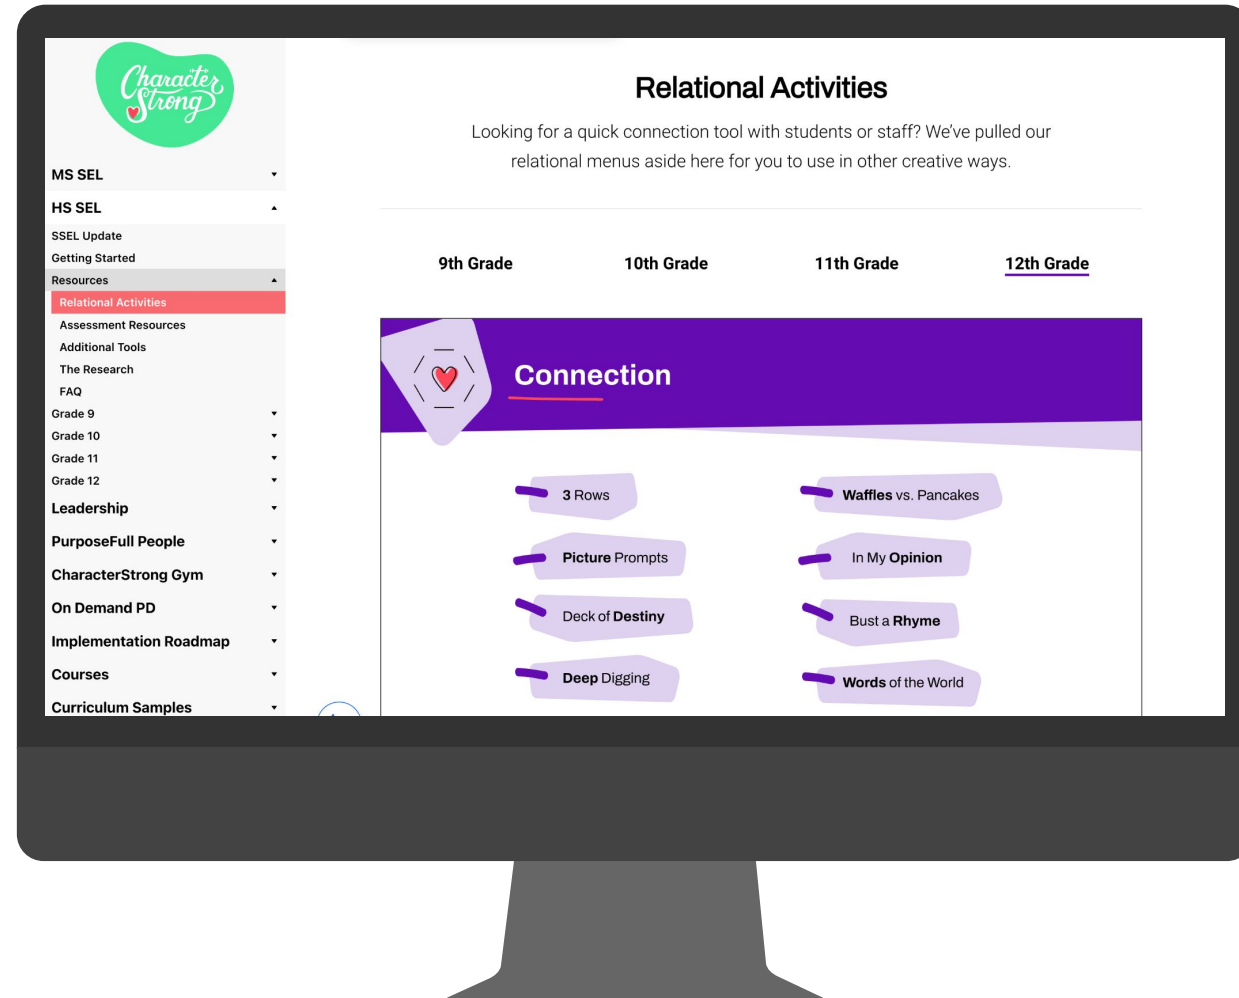 Character
Strong
MS SEL
HS SEL
SSEL Update
Getting Started
Resources
Relational Activities
Assessment Resources
Additional Tools
The Research
FAQ
Grade 9
Grade 10
Grade 11
Grade 12
Leadership
PurposeFull People
CharacterStrong Gym
On Demand PD
Implementation Roadmap
Courses
Curriculum Samples
Relational Activities
Looking for a quick connection tool with students or staff? We’ve pulled our
relational menus aside here for you to use in other creative ways.
9th Grade
10th Grade
11th Grade
12th Grade
Connection
3 Rows
Waffles vs. Pancakes
Picture Prompts
In My Opinion
Deck of Destiny
Bust a Rhyme
Deep Digging
Words of the World